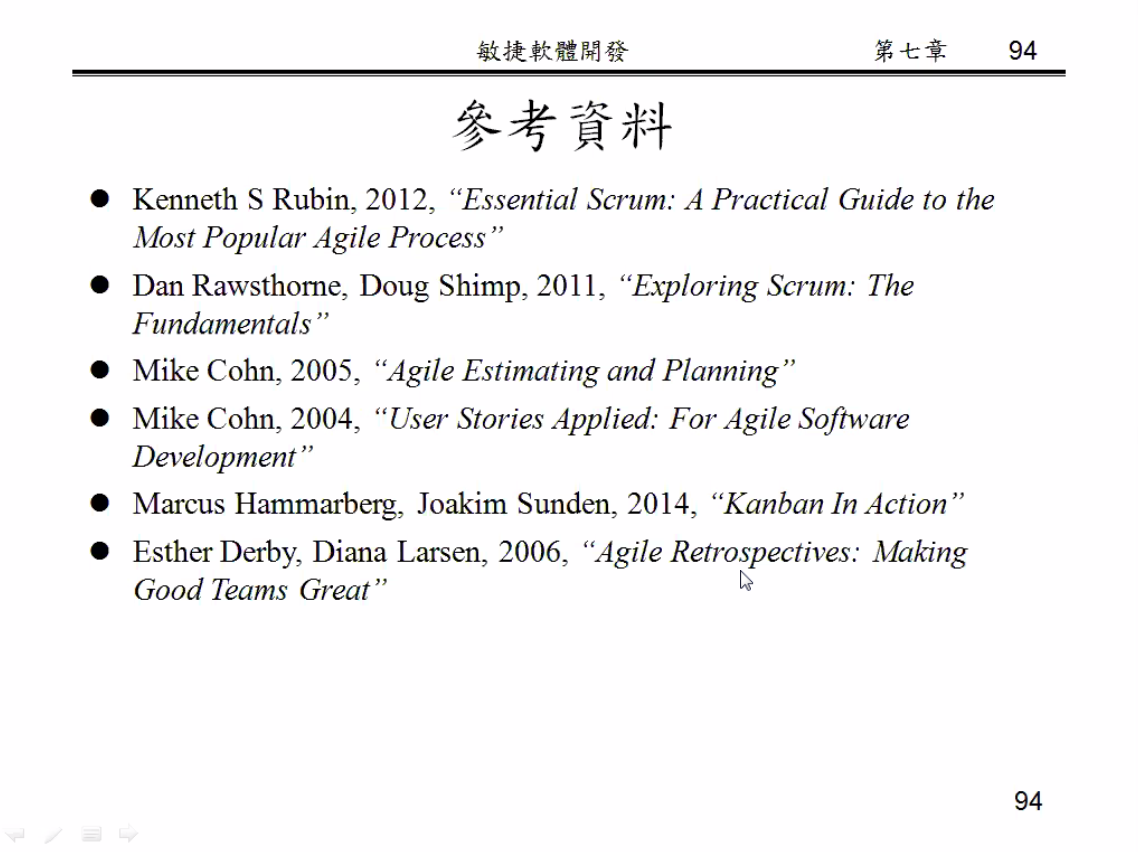 敏捷軟體開發 第七章 94
參考資料
● Kenneth S Rubin, 2012, “Essential Scrum: A Practical Guide to the
Most Popular Agile Process”
● Dan Rawsthorne, Doug Shimp, 2011, “Exploring Scrum: The
Fundamentals”
● Mike Cohn, 2005, “Agile Estimating and Planning”
● Mike Cohn, 2004, “User Stories Applied: For Agile Software
Development”
● Marcus Hammarberg, Joakim Sunden, 2014, “Kanban In Action”
● Esther Derby, Diana Larsen, 2006, “Agile Retrospectives: Making
Good Teams Great”
94